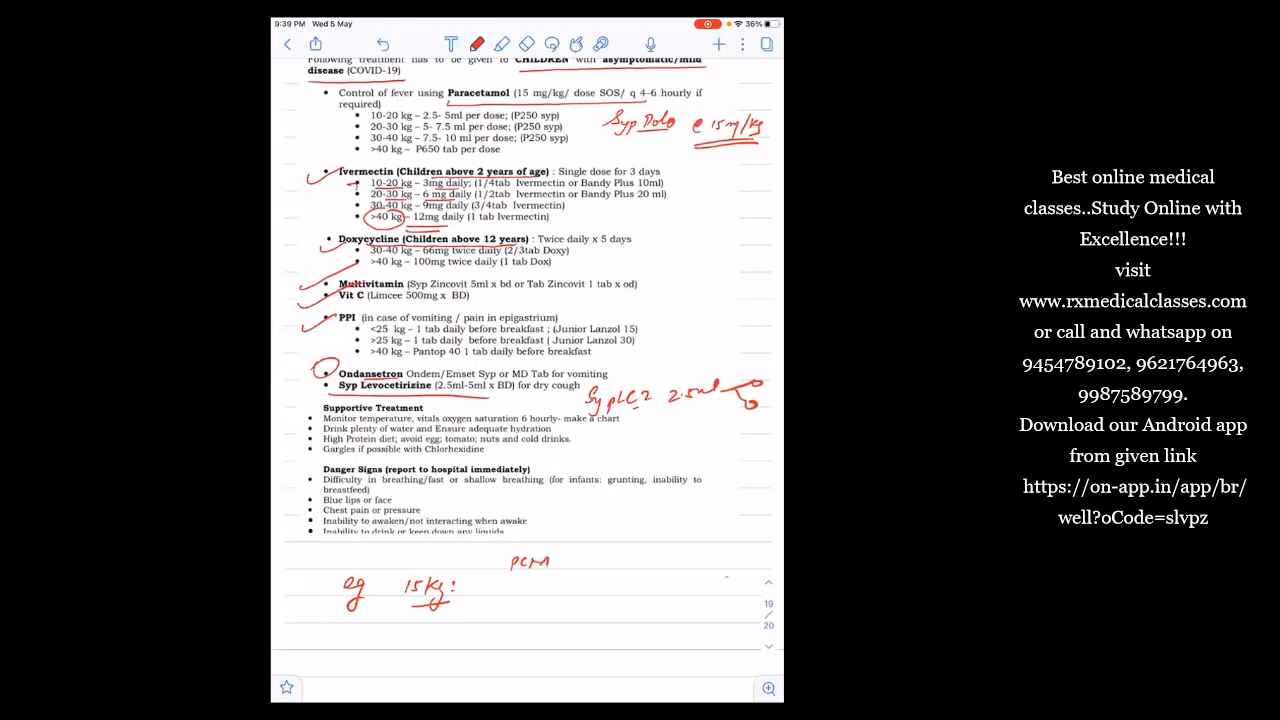 9:39 PM Wed 5 May
36%
Following treatment has to be given to CHILDREN with asymptomatic/mild
disease (COVID-19)
• Control of fever using Paracetamol (15 mg/kg/ dose SOS/ q 4-6 hourly if
required)
• 10-20 kg – 2.5- 5ml per dose; (P250 syp)
• 20-30 kg – 5- 7.5 ml per dose; (P250 syp)
• 30-40 kg – 7.5- 10 ml per dose; (P250 syp)
• >40 kg – P650 tab per dose
Syp Dolo @ 15m/kg
• Ivermectin (Children above 2 years of age) : Single dose for 3 days
• 10-20 kg – 3mg daily; (1/4tab Ivermectin or Bandy Plus 10ml)
• 20-30 kg – 6 mg daily (1/2tab Ivermectin or Bandy Plus 20 ml)
• 30-40 kg – 9mg daily (3/4tab Ivermectin)
• >40 kg – 12mg daily (1 tab Ivermectin)
• Doxycycline (Children above 12 years) : Twice daily x 5 days
• 30-40 kg – 66mg twice daily (2/3tab Doxy)
• >40 kg – 100mg twice daily (1 tab Dox)
• Multivitamin (Syp Zincovit 5ml x bd or Tab Zincovit 1 tab x od)
• Vit C (Limcee 500mg x BD)
• PPI (in case of vomiting / pain in epigastrium)
• <25 kg – 1 tab daily before breakfast ; (Junior Lanzol 15)
• >25 kg – 1 tab daily before breakfast ( Junior Lanzol 30)
• >40 kg – Pantop 40 1 tab daily before breakfast
• Ondansetron Ondem/Emset Syp or MD Tab for vomiting
• Syp Levocetirizine (2.5ml-5ml x BD) for dry cough
Syp LCZ 2.5ml
Supportive Treatment
• Monitor temperature, vitals oxygen saturation 6 hourly- make a chart
• Drink plenty of water and Ensure adequate hydration
• High Protein diet; avoid egg; tomato; nuts and cold drinks.
• Gargles if possible with Chlorhexidine
Danger Signs (report to hospital immediately)
• Difficulty in breathing/fast or shallow breathing (for infants: grunting, inability to
breastfeed)
• Blue lips or face
• Chest pain or pressure
• Inability to awaken/not interacting when awake
• Inability to drink or keep down any liquids
PCM
eg 15 kg :
19
/
20
Best online medical
classes..Study Online with
Excellence!!!
visit
www.rxmedicalclasses.com
or call and whatsapp on
9454789102, 9621764963,
9987589799.
Download our Android app
from given link
https://on-app.in/app/br/
well?oCode=slvpz